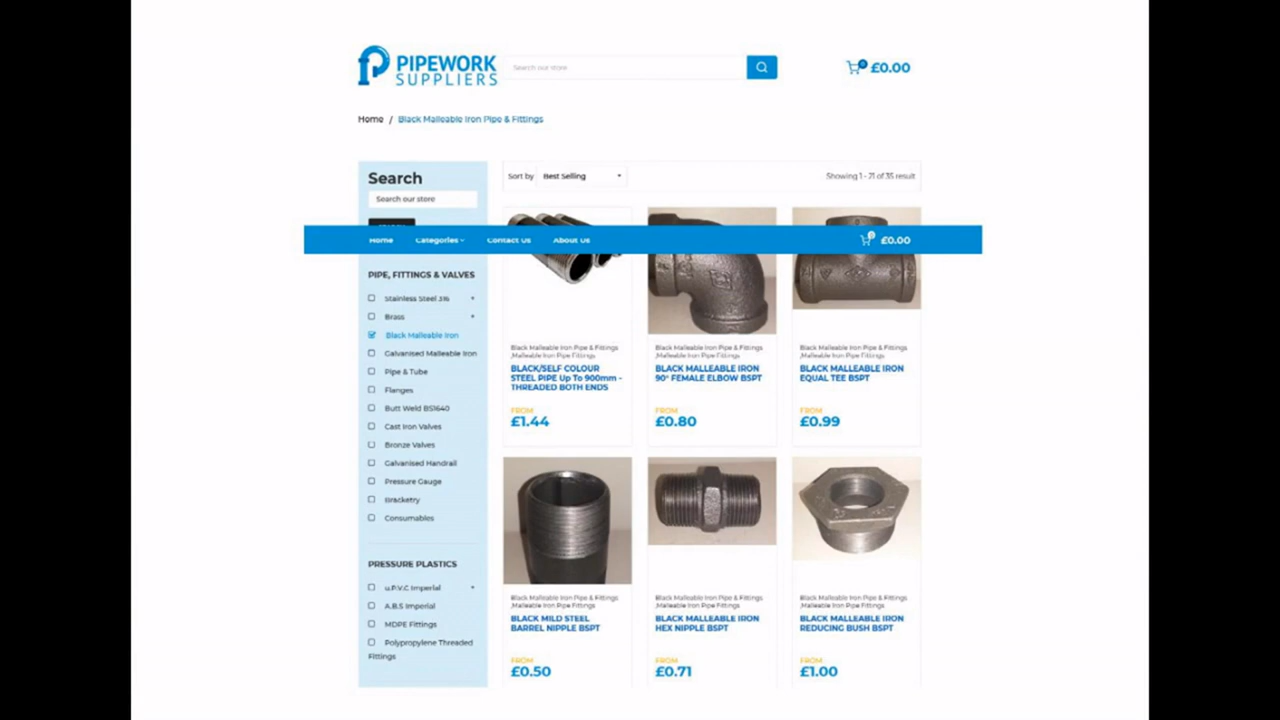 PIPEWORK
SUPPLIERS
Search our store
0 £0.00
Home / Black Malleable Iron Pipe & Fittings
Search
Search our store
Sort by Best Selling
Showing 1 - 21 of 35 result
Home Categories Contact Us About Us 0 £0.00
PIPE, FITTINGS & VALVES
Stainless Steel 316
Brass
Black Malleable Iron
Galvanised Malleable Iron
Pipe & Tube
Flanges
Butt Weld BS1640
Cast Iron Valves
Bronze Valves
Galvanised Handrail
Pressure Gauge
Bracketry
Consumables
PRESSURE PLASTICS
u.P.V.C Imperial
A.B.S Imperial
MDPE Fittings
Polypropylene Threaded
Fittings
Black Malleable Iron Pipe & Fittings
,Malleable Iron Pipe Fittings,
BLACK/SELF COLOUR
STEEL PIPE Up To 900mm -
THREADED BOTH ENDS
FROM
£1.44
Black Malleable Iron Pipe & Fittings
,Malleable Iron Pipe Fittings,
BLACK MALLEABLE IRON
90° FEMALE ELBOW BSPT
FROM
£0.80
Black Malleable Iron Pipe & Fittings
,Malleable Iron Pipe Fittings,
BLACK MALLEABLE IRON
EQUAL TEE BSPT
FROM
£0.99
Black Malleable Iron Pipe & Fittings
,Malleable Iron Pipe Fittings
BLACK MILD STEEL
BARREL NIPPLE BSPT
FROM
£0.50
Black Malleable Iron Pipe & Fittings
,Malleable Iron Pipe Fittings
BLACK MALLEABLE IRON
HEX NIPPLE BSPT
FROM
£0.71
Black Malleable Iron Pipe & Fittings
,Malleable Iron Pipe Fittings
BLACK MALLEABLE IRON
REDUCING BUSH BSPT
FROM
£1.00